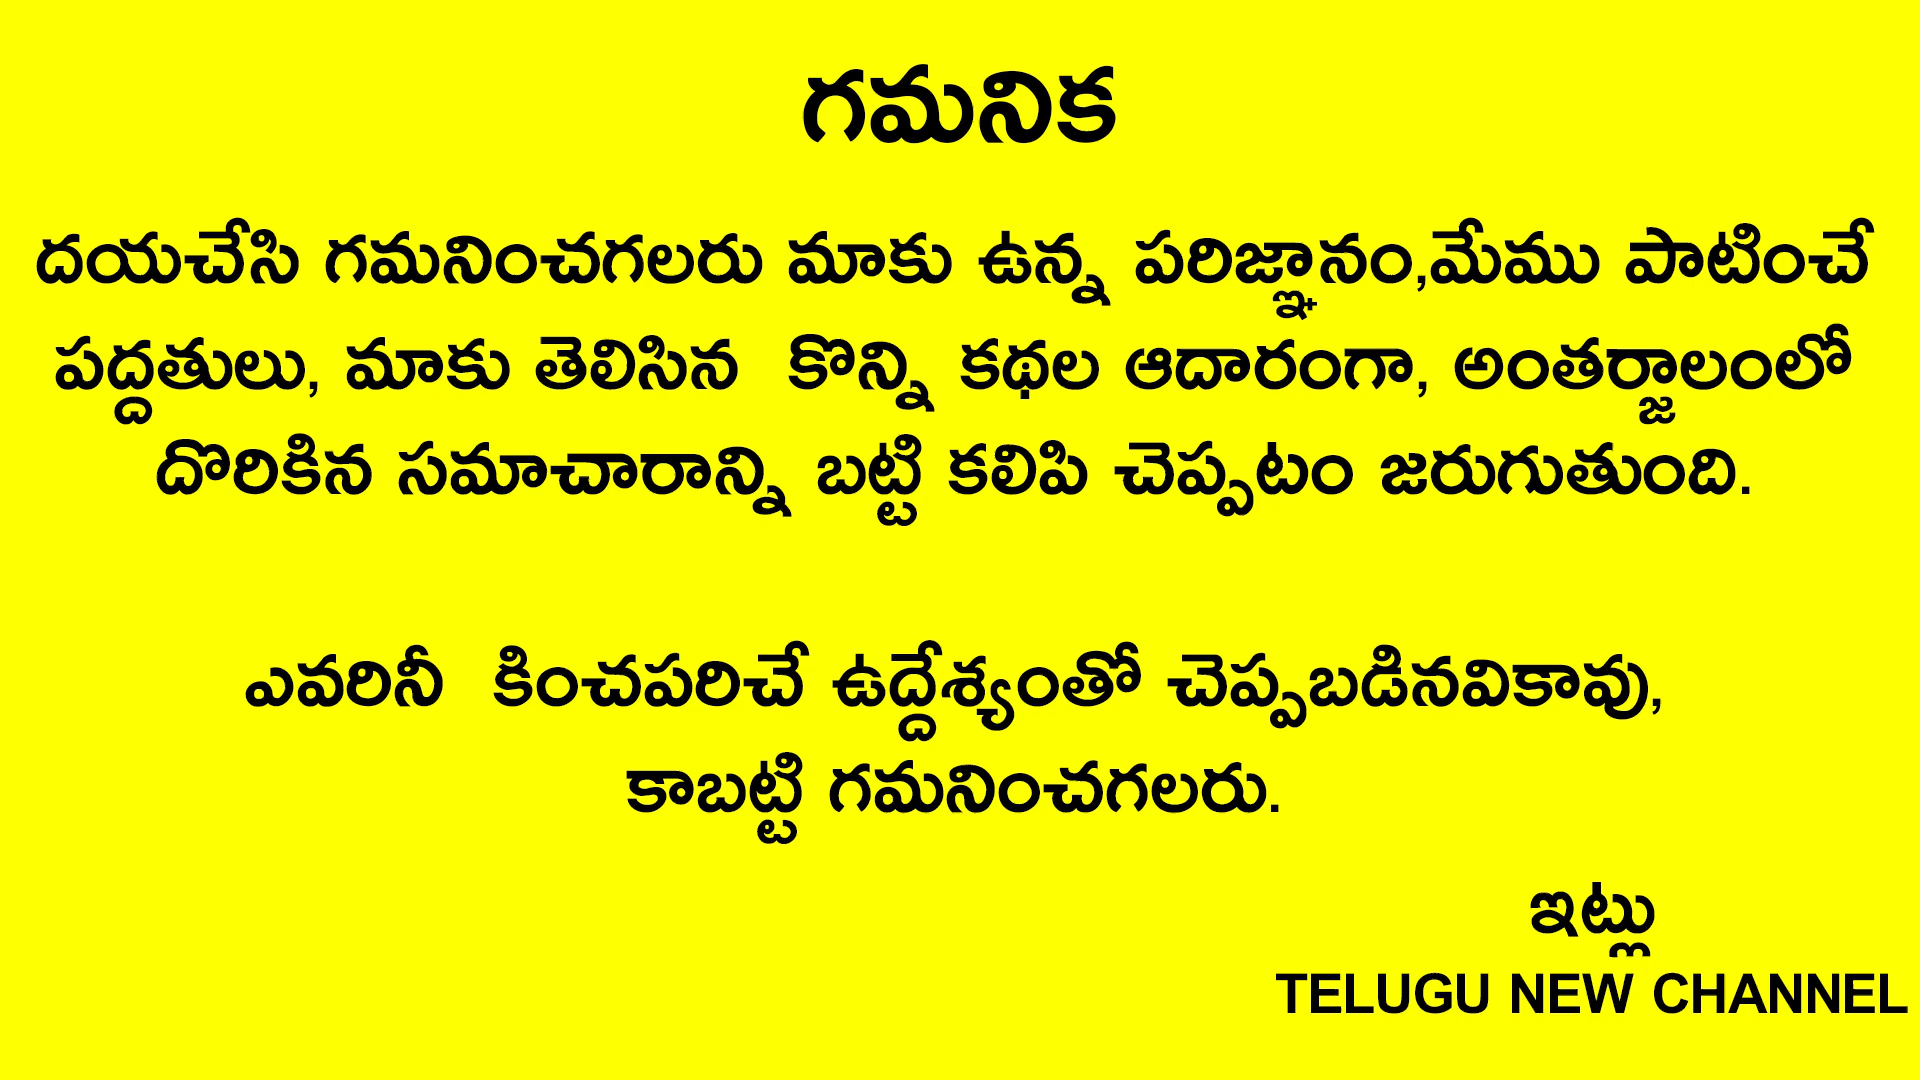 గమనిక
దయచేసి గమనించగలరు మాకు ఉన్న పరిజ్ఞానం,మేము పాటించే
పద్దతులు, మాకు తెలిసిన కొన్ని కథల ఆదారంగా, అంతర్జాలంలో
దొరికిన సమాచారాన్ని బట్టి కలిపి చెప్పటం జరుగుతుంది.
ఎవరినీ కించపరిచే ఉద్దేశ్యంతో చెప్పబడినవికావు,
కాబట్టి గమనించగలరు.
ఇట్లు
TELUGU NEW CHANNEL